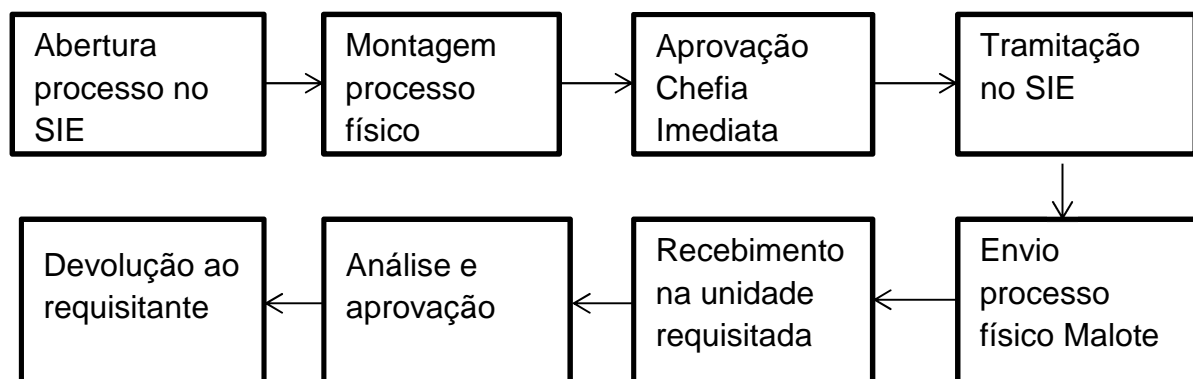 Abertura
processo no
SIE
Montagem
processo
físico
Aprovação
Chefia
Imediata
Tramitação
no SIE
Envio
processo
físico Malote
Recebimento
na unidade
requisitada
Análise e
aprovação
Devolução ao
requisitante